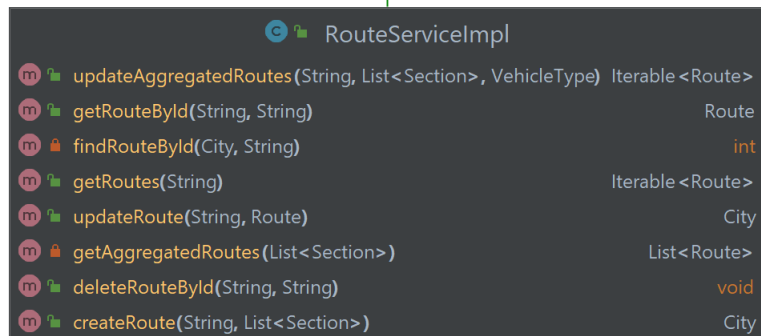 C RouteServiceImpl
m updateAggregatedRoutes(String, List<Section>, VehicleType) Iterable<Route>
m getRouteById(String, String) Route
m findRouteById(City, String) int
m getRoutes(String) Iterable<Route>
m updateRoute(String, Route) City
m getAggregatedRoutes(List<Section>) List<Route>
m deleteRouteById(String, String) void
m createRoute(String, List<Section>) City